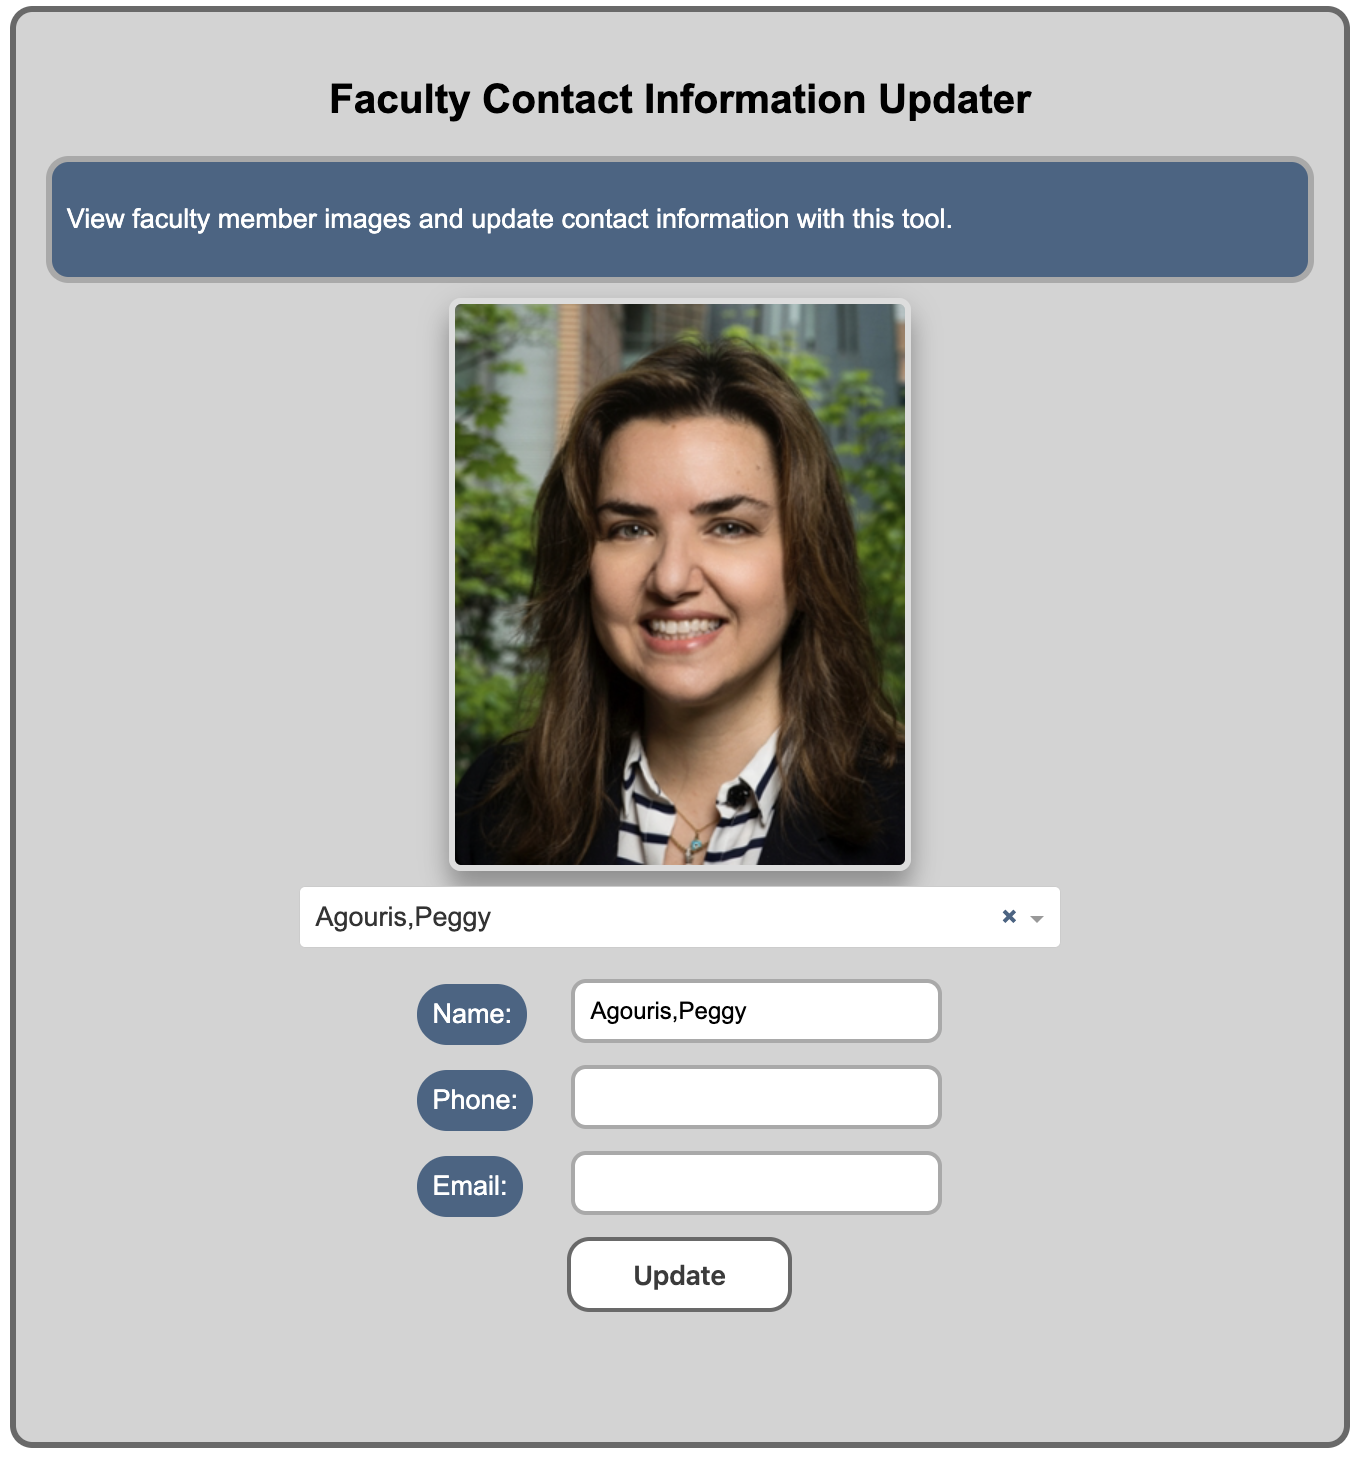 Faculty Contact Information Updater
View faculty member images and update contact information with this tool.
Agouris,Peggy
Name:
Agouris,Peggy
Phone:
Email:
Update